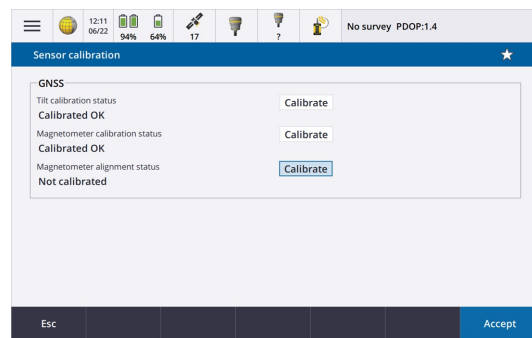 12:11
06/22
94%
64%
17
?
No survey PDOP:1.4
Sensor calibration
GNSS
Tilt calibration status
Calibrated OK
Calibrate
Magnetometer calibration status
Calibrated OK
Calibrate
Magnetometer alignment status
Not calibrated
Calibrate
Esc
Accept